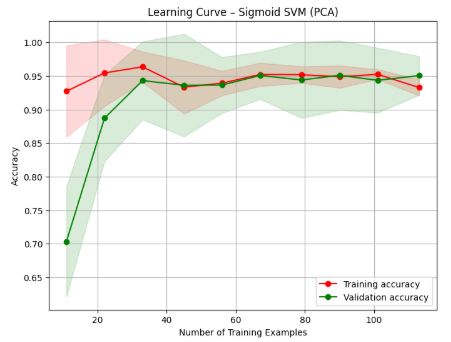 Learning Curve – Sigmoid SVM (PCA)
1.00
0.95
0.90
0.85
0.80
0.75
0.70
0.65
Accuracy
20
40
60
80
100
Number of Training Examples
Training accuracy
Validation accuracy